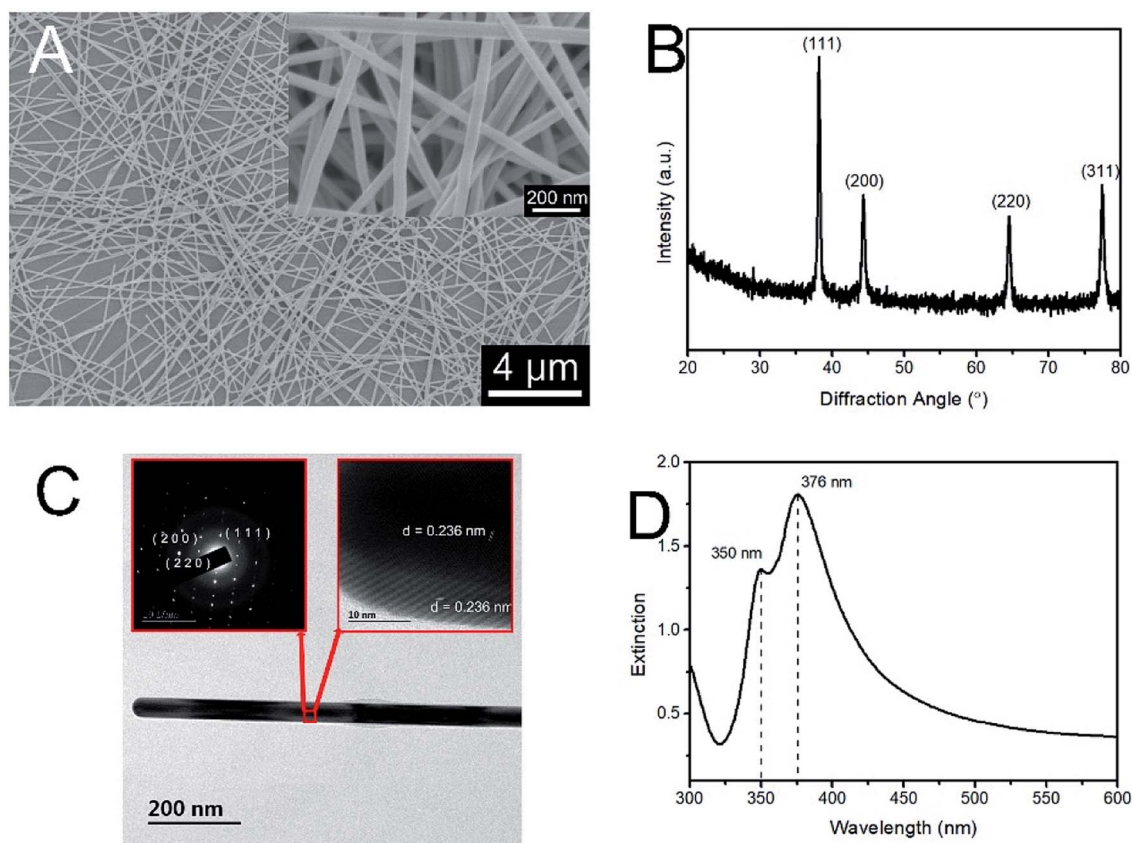 A
200 nm
4 µm
B
(111)
(200)
(220)
(311)
Intensity (a.u.)
20 30 40 50 60 70 80
Diffraction Angle (°)
C
(200)
(111)
(220)
d = 0.236 nm
d = 0.236 nm
10 nm
200 nm
D
376 nm
350 nm
2.0
1.5
1.0
0.5
Extinction
300 350 400 450 500 550 600
Wavelength (nm)